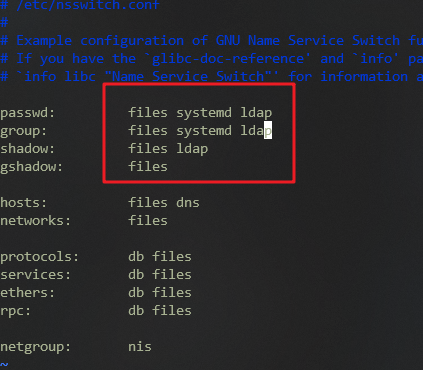 # /etc/nsswitch.conf
#
# Example configuration of GNU Name Service Switch fu
# If you have the `glibc-doc-reference' and `info' pa
# `info libc "Name Service Switch"' for information a
passwd: files systemd ldap
group: files systemd ldap
shadow: files ldap
gshadow: files
hosts: files dns
networks: files
protocols: db files
services: db files
ethers: db files
rpc: db files
netgroup: nis
~